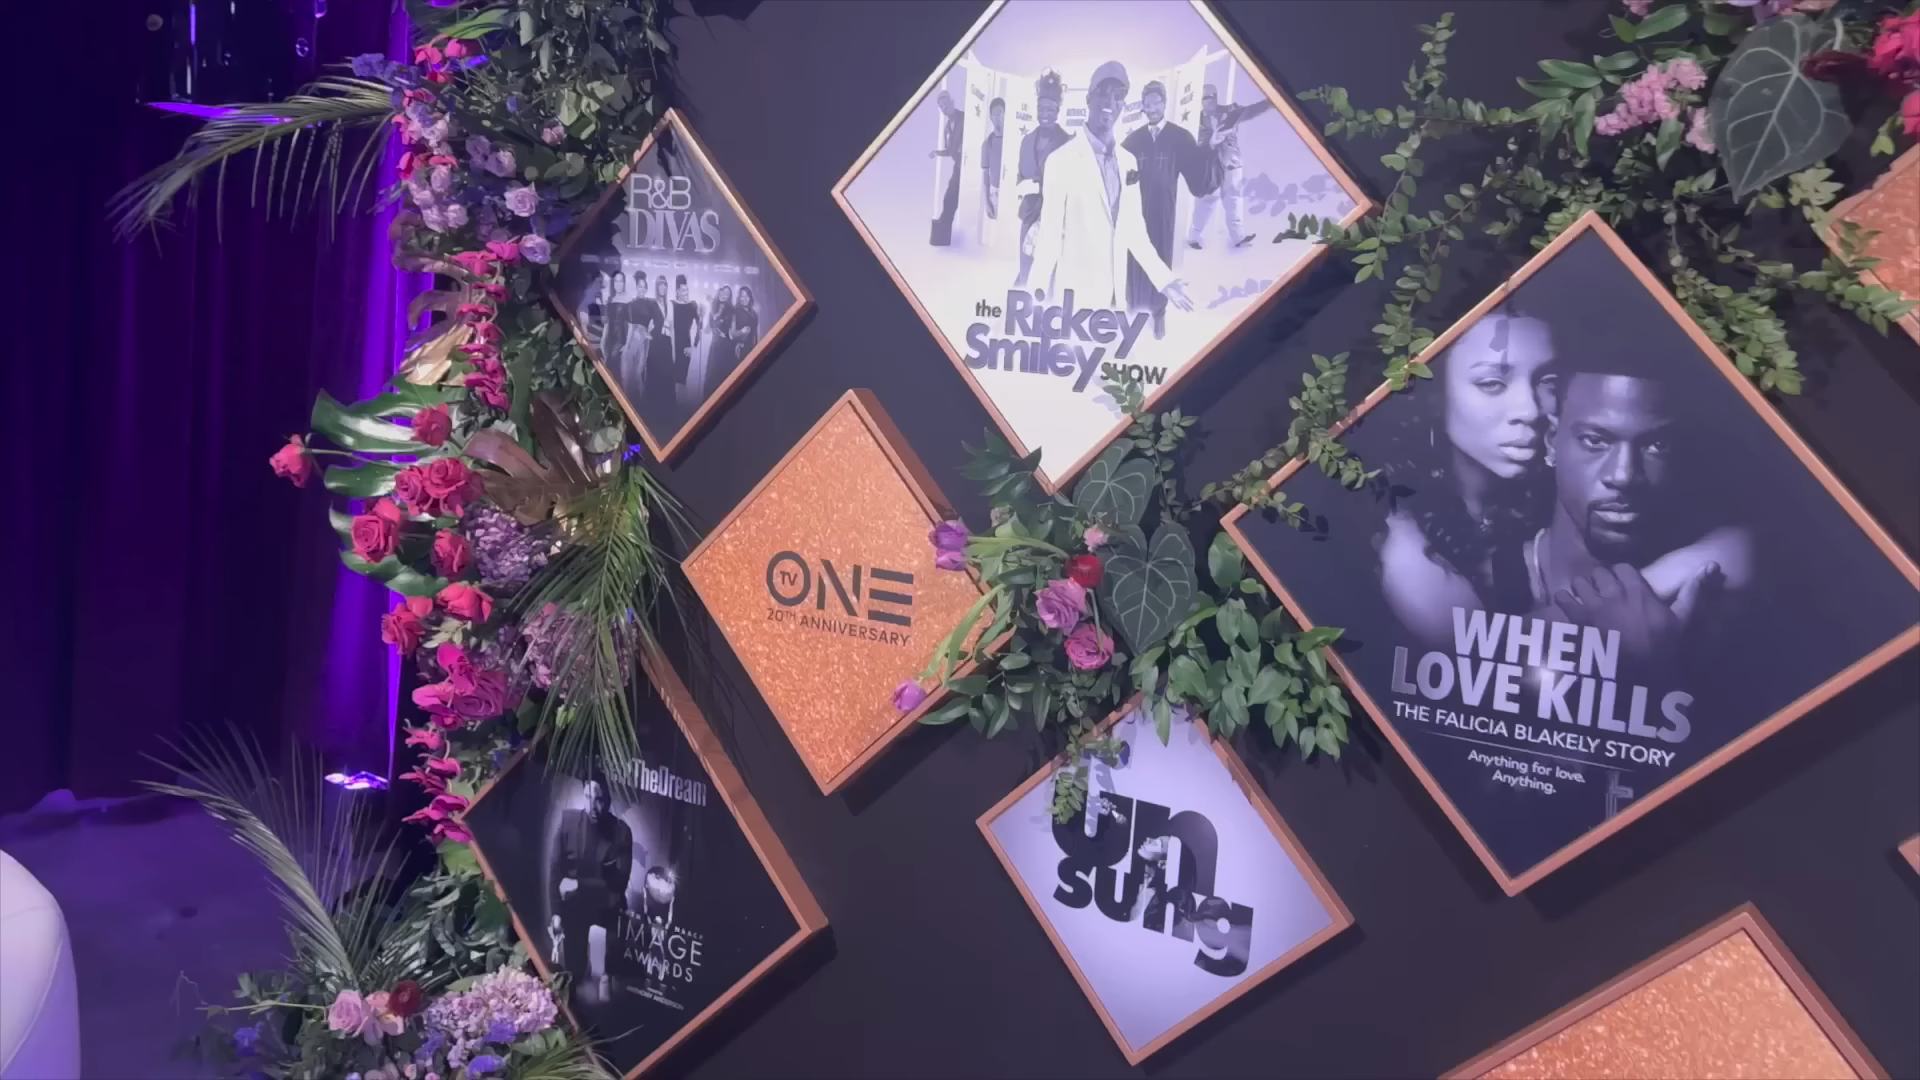 R&B
DIVAS
the Rickey
Smiley SHOW
TV ONE
20TH ANNIVERSARY
WHEN
LOVE KILLS
THE FALICIA BLAKELY STORY
Anything for love.
Anything.
TheDream
IMAGE
AWARDS
un
sung